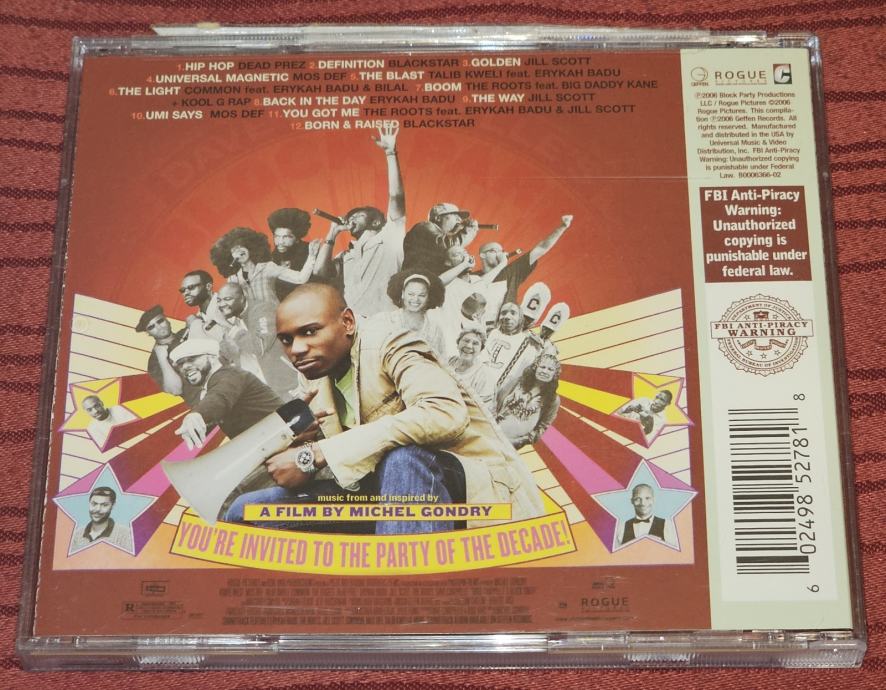 1.HIP HOP DEAD PREZ 2.DEFINITION BLACKSTAR 3.GOLDEN JILL SCOTT
4.UNIVERSAL MAGNETIC MOS DEF 5.THE BLAST TALIB KWELI feat. ERYKAH BADU
6.THE LIGHT COMMON feat. ERYKAH BADU & BILAL 7.BOOM THE ROOTS feat. BIG DADDY KANE
+ KOOL G RAP 8.BACK IN THE DAY ERYKAH BADU 9.THE WAY JILL SCOTT
10.UMI SAYS MOS DEF 11.YOU GOT ME THE ROOTS feat. ERYKAH BADU & JILL SCOTT
12.BORN & RAISED BLACKSTAR
music from and inspired by
A FILM BY MICHEL GONDRY
YOU'RE INVITED TO THE PARTY OF THE DECADE!
R
ROGUE
GEFFEN
ROGUE
PICTURES
℗2006 Block Party Productions
LLC / Rogue Pictures ©2006
Rogue Pictures. This compila-
tion ℗2006 Geffen Records. All
rights reserved. Manufactured
and distributed in the USA by
Universal Music & Video
Distribution, Inc. FBI Anti-Piracy
Warning: Unauthorized copying
is punishable under Federal
Law. B0006366-02
FBI Anti-Piracy
Warning:
Unauthorized
copying is
punishable under
federal law.
FBI ANTI-PIRACY
WARNING
6 02498 52781 8